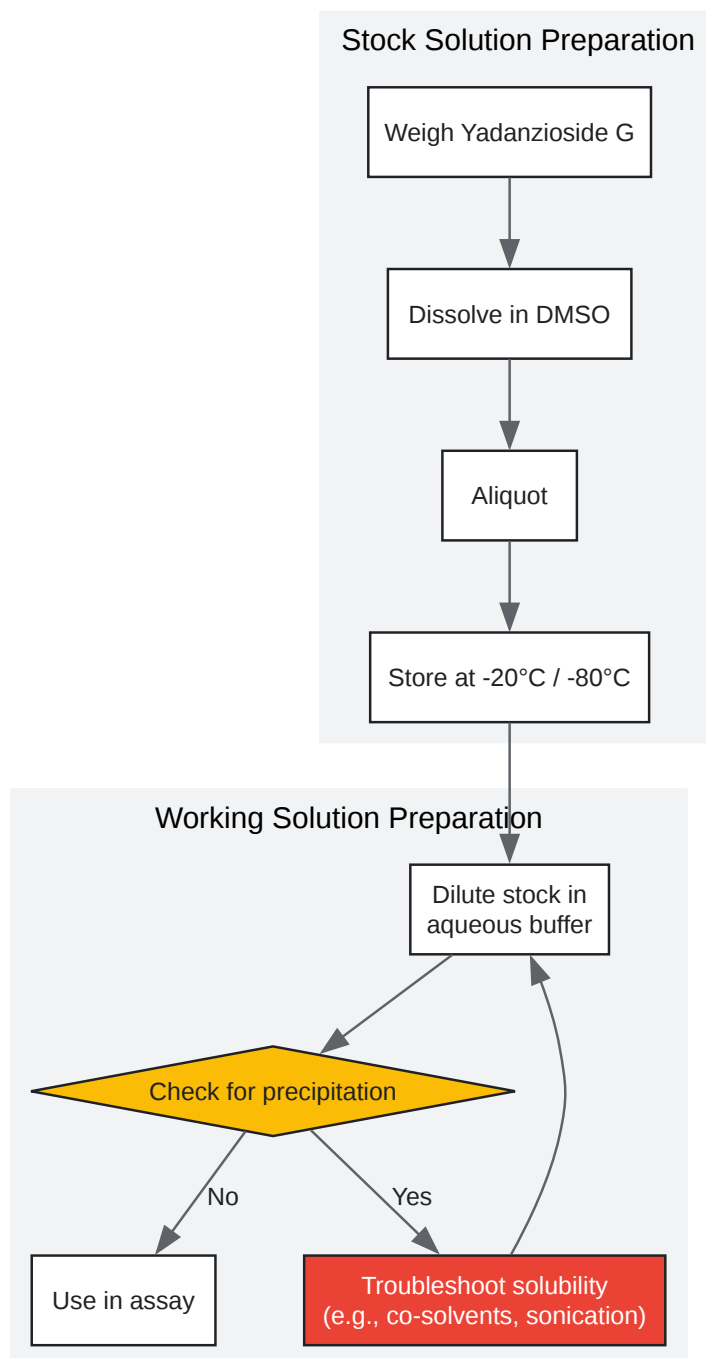 Stock Solution Preparation
Weigh Yadanzioside G
Dissolve in DMSO
Aliquot
Store at -20°C / -80°C
Working Solution Preparation
Dilute stock in
aqueous buffer
Check for precipitation
No
Yes
Use in assay
Troubleshoot solubility
(e.g., co-solvents, sonication)